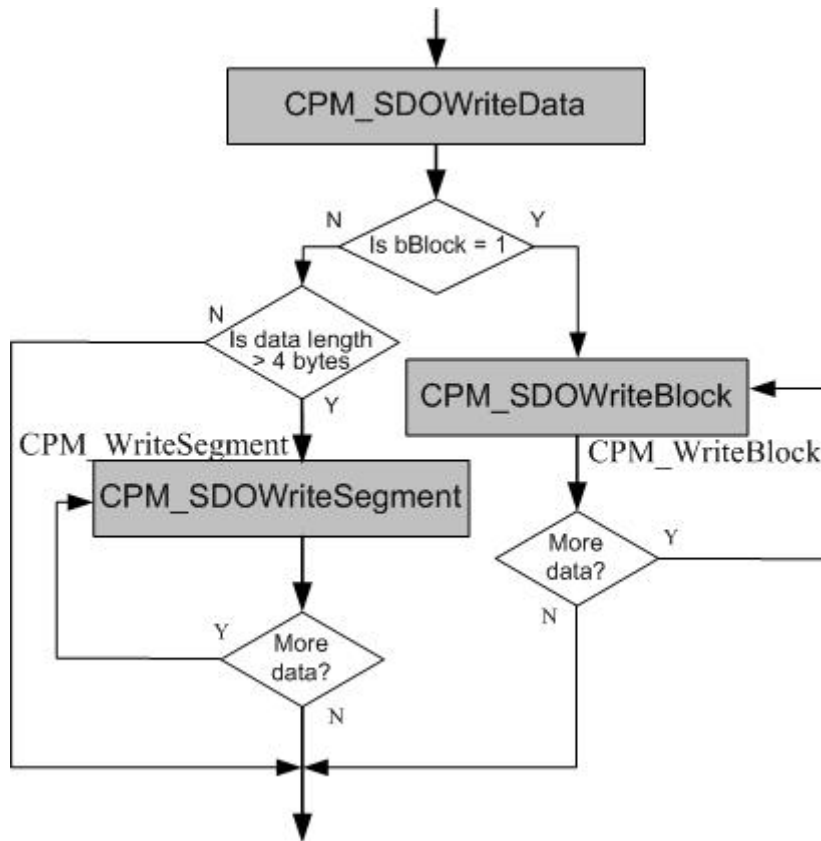 CPM_SDOWriteData
N
Y
Is bBlock = 1
N
Is data length
> 4 bytes
Y
CPM_SDOWriteBlock
CPM_WriteSegment
CPM_WriteBlock
CPM_SDOWriteSegment
More
data?
Y
N
Y
More
data?
N